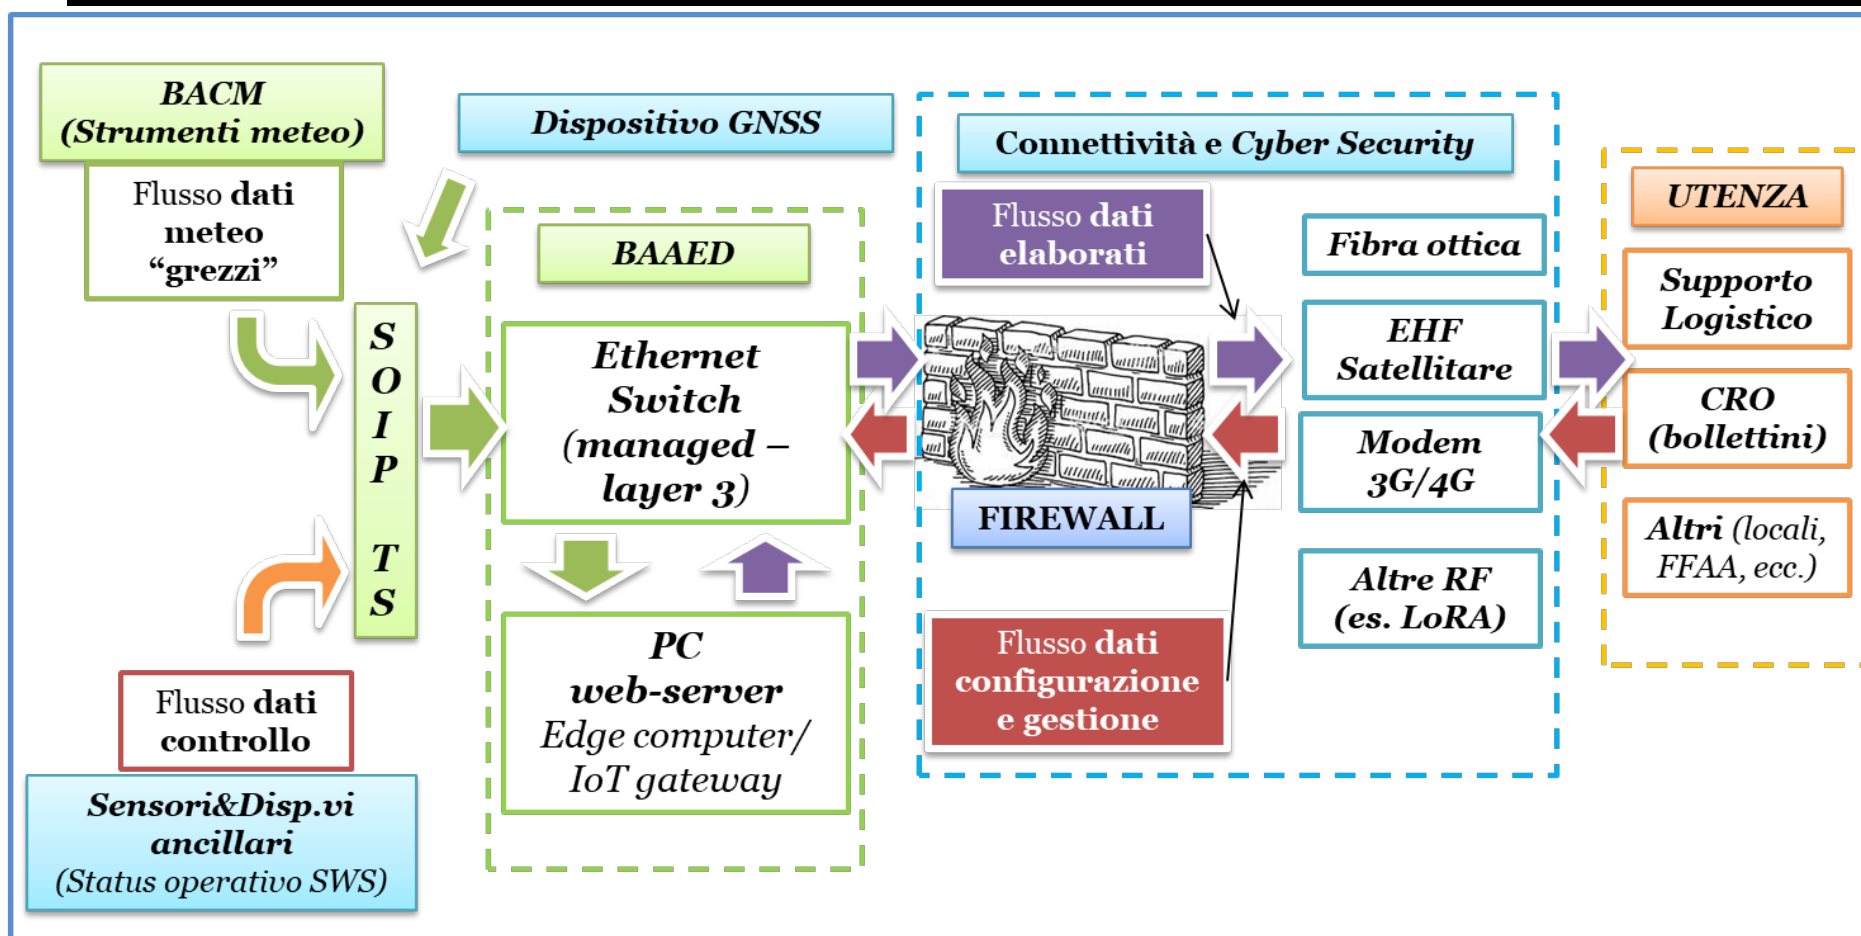 BACM
(Strumenti meteo)
Flusso dati
meteo
“grezzi”
Dispositivo GNSS
S
O
I
P
T
S
Flusso dati
controllo
Sensori&Disp.vi
ancillari
(Status operativo SWS)
BAAED
Ethernet
Switch
(managed –
layer 3)
PC
web-server
Edge computer/
IoT gateway
Connettività e Cyber Security
Flusso dati
elaborati
FIREWALL
Flusso dati
configurazione
e gestione
Fibra ottica
EHF
Satellitare
Modem
3G/4G
Altre RF
(es. LoRA)
UTENZA
Supporto
Logistico
CRO
(bollettini)
Altri (locali,
FFAA, ecc.)